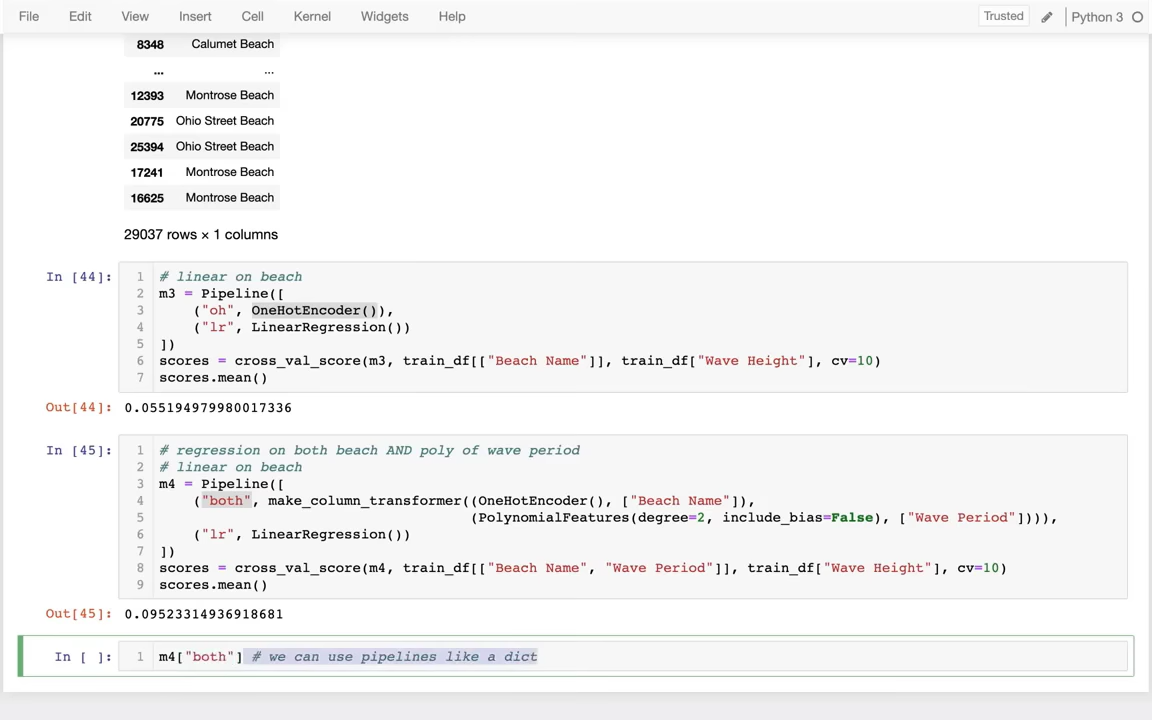 File Edit View Insert Cell Kernel Widgets Help Trusted Python 3
8348 Calumet Beach
... ...
12393 Montrose Beach
20775 Ohio Street Beach
25394 Ohio Street Beach
17241 Montrose Beach
16625 Montrose Beach
29037 rows × 1 columns
In [44]: 1 # linear on beach
2 m3 = Pipeline([
3     ("oh", OneHotEncoder()),
4     ("lr", LinearRegression())
5 ])
6 scores = cross_val_score(m3, train_df[["Beach Name"]], train_df["Wave Height"], cv=10)
7 scores.mean()
Out[44]: 0.055194979980017336
In [45]: 1 # regression on both beach AND poly of wave period
2 # linear on beach
3 m4 = Pipeline([
4     ("both", make_column_transformer((OneHotEncoder(), ["Beach Name"]),
5                                      (PolynomialFeatures(degree=2, include_bias=False), ["Wave Period"]))),
6     ("lr", LinearRegression())
7 ])
8 scores = cross_val_score(m4, train_df[["Beach Name", "Wave Period"]], train_df["Wave Height"], cv=10)
9 scores.mean()
Out[45]: 0.09523314936918681
In [ ]: 1 m4["both"] # we can use pipelines like a dict